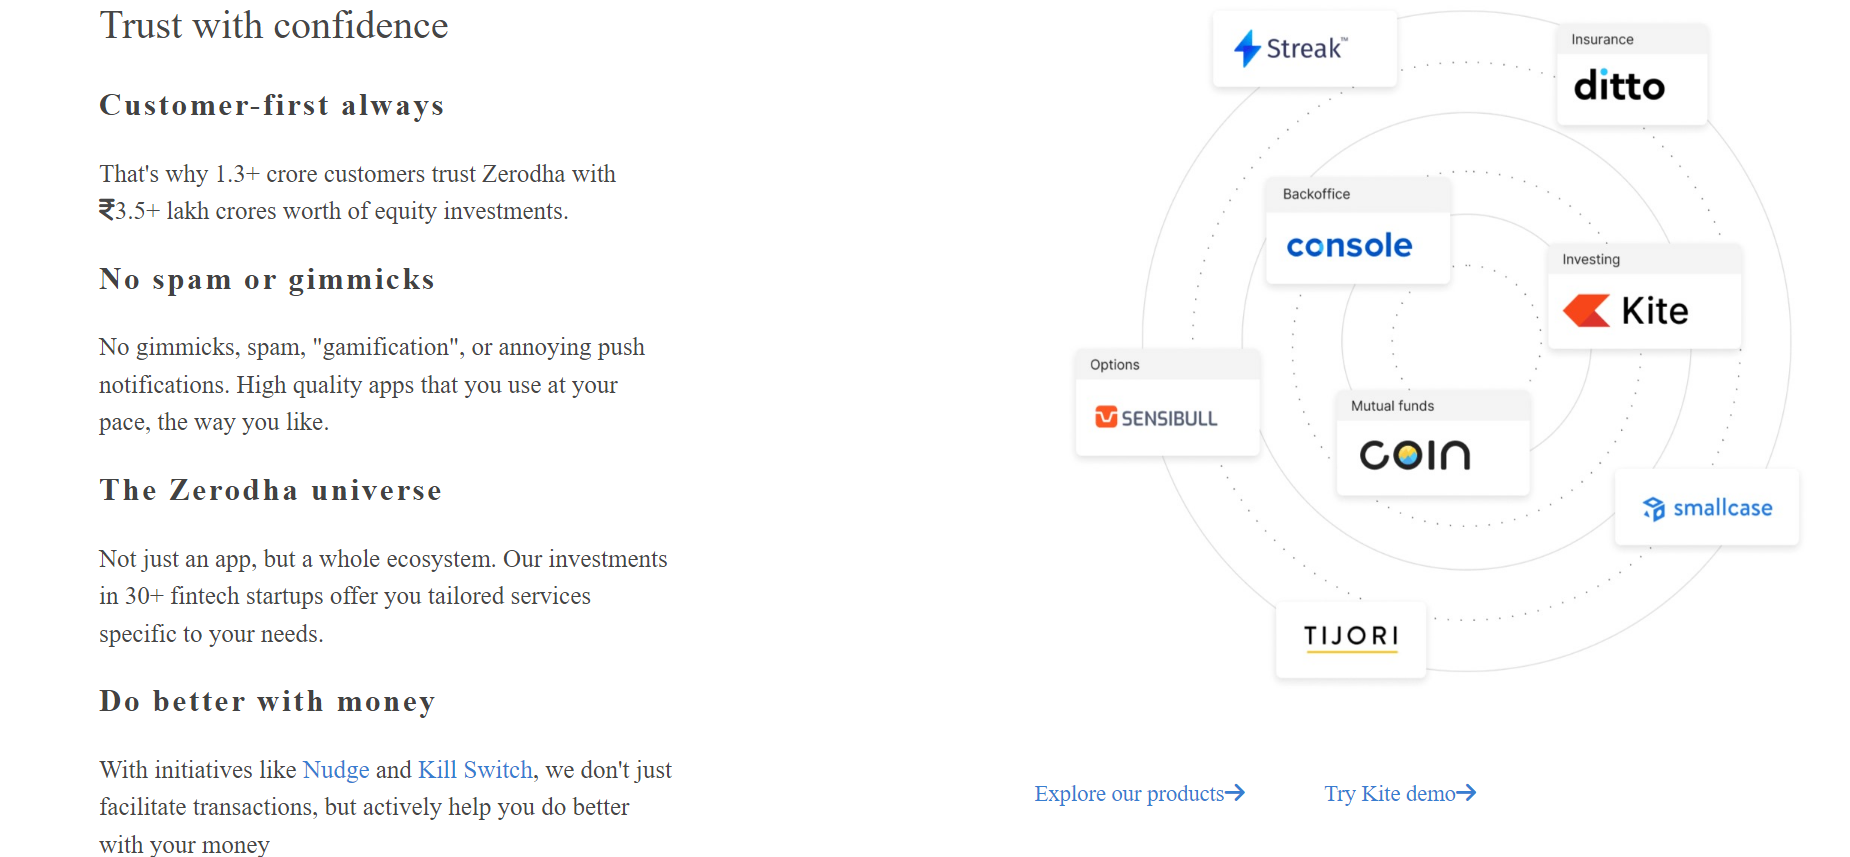 Trust with confidence
Customer-first always
That's why 1.3+ crore customers trust Zerodha with
₹3.5+ lakh crores worth of equity investments.
No spam or gimmicks
No gimmicks, spam, "gamification", or annoying push
notifications. High quality apps that you use at your
pace, the way you like.
The Zerodha universe
Not just an app, but a whole ecosystem. Our investments
in 30+ fintech startups offer you tailored services
specific to your needs.
Do better with money
With initiatives like Nudge and Kill Switch, we don't just
facilitate transactions, but actively help you do better
with your money
Streak™
Insurance
ditto
Backoffice
console
Investing
Kite
Options
SENSIBULL
Mutual funds
COIN
smallcase
TIJORI
Explore our products→
Try Kite demo→